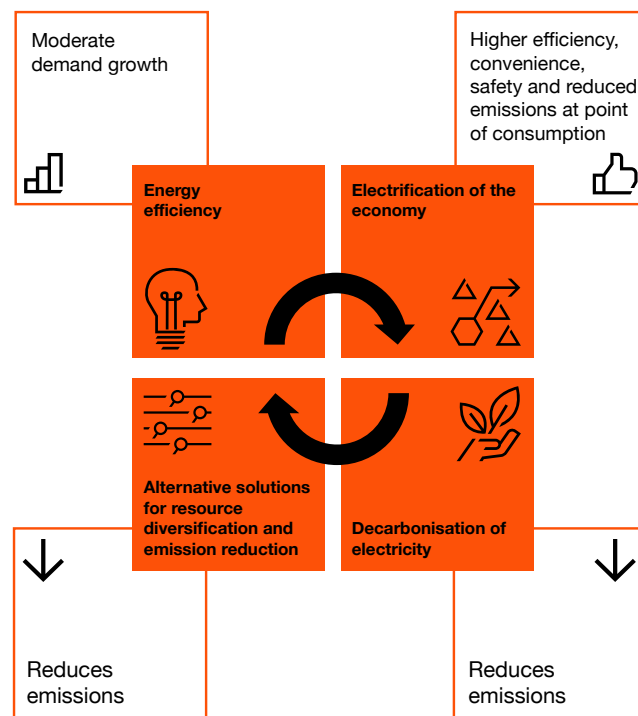 Moderate
demand growth
Higher efficiency,
convenience,
safety and reduced
emissions at point
of consumption
Energy
efficiency
Electrification of the
economy
Alternative solutions
for resource
diversification and
emission reduction
Decarbonisation of
electricity
Reduces
emissions
Reduces
emissions